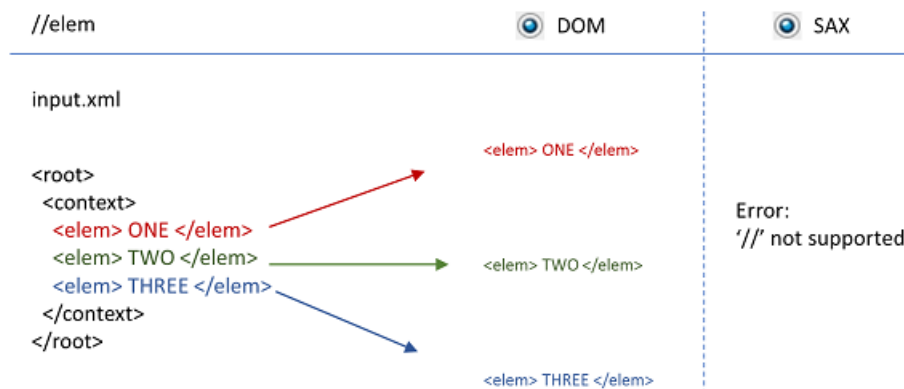 //elem
DOM
SAX
input.xml
<root>
<context>
<elem> ONE </elem>
<elem> TWO </elem>
<elem> THREE </elem>
</context>
</root>
<elem> ONE </elem>
<elem> TWO </elem>
<elem> THREE </elem>
Error:
‘//’ not supported